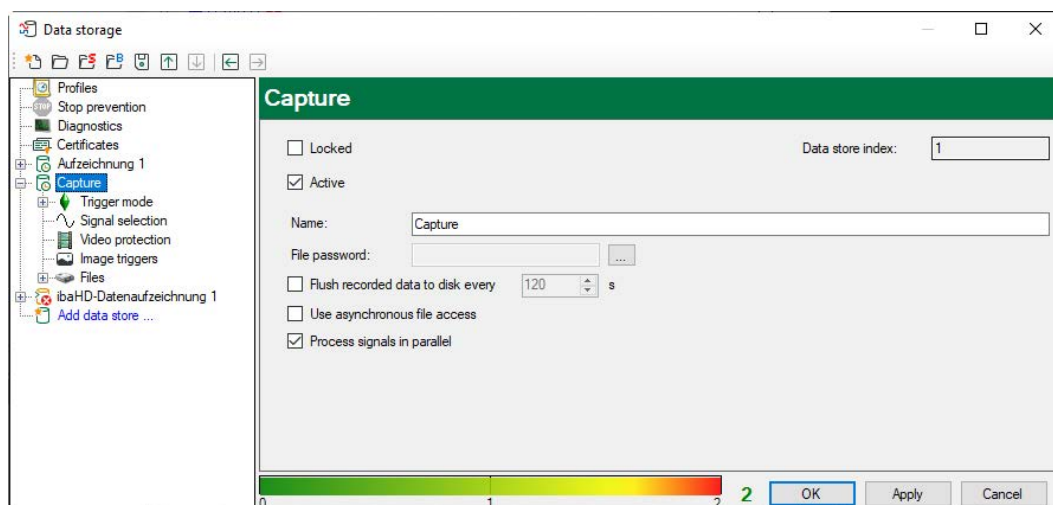 Data storage
Profiles
STOP Stop prevention
Diagnostics
Certificates
Aufzeichnung 1
Capture
Trigger mode
Signal selection
Video protection
Image triggers
Files
ibaHD-Datenaufzeichnung 1
Add data store ...
Capture
Locked
Data store index: 1
Active
Name: Capture
File password: ...
Flush recorded data to disk every 120 s
Use asynchronous file access
Process signals in parallel
0 1 2
2 OK Apply Cancel